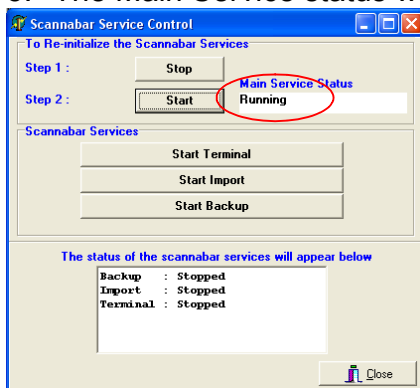 Scannabar Service Control
To Re-initialize the Scannabar Services
Step 1 :
Stop
Main Service Status
Step 2 :
Start
Running
Scannabar Services
Start Terminal
Start Import
Start Backup
The status of the scannabar services will appear below
Backup : Stopped
Import : Stopped
Terminal : Stopped
Close